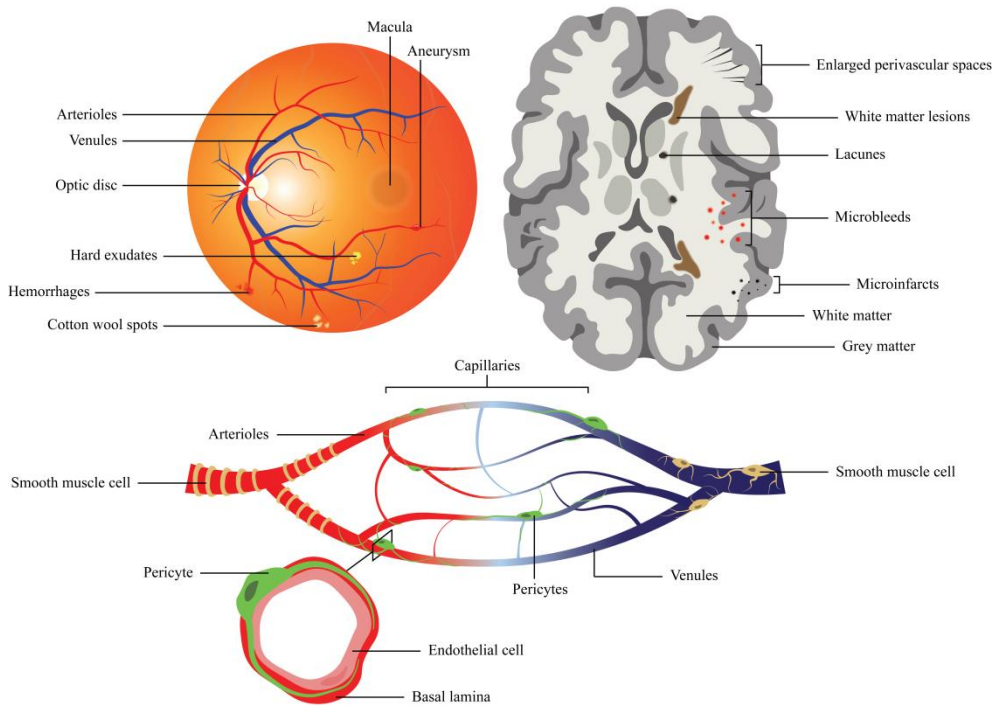 Macula
Aneurysm
Arterioles
Venules
Optic disc
Hard exudates
Hemorrhages
Cotton wool spots
Enlarged perivascular spaces
White matter lesions
Lacunes
Microbleeds
Microinfarcts
White matter
Grey matter
Capillaries
Arterioles
Smooth muscle cell
Smooth muscle cell
Pericyte
Pericytes
Venules
Endothelial cell
Basal lamina